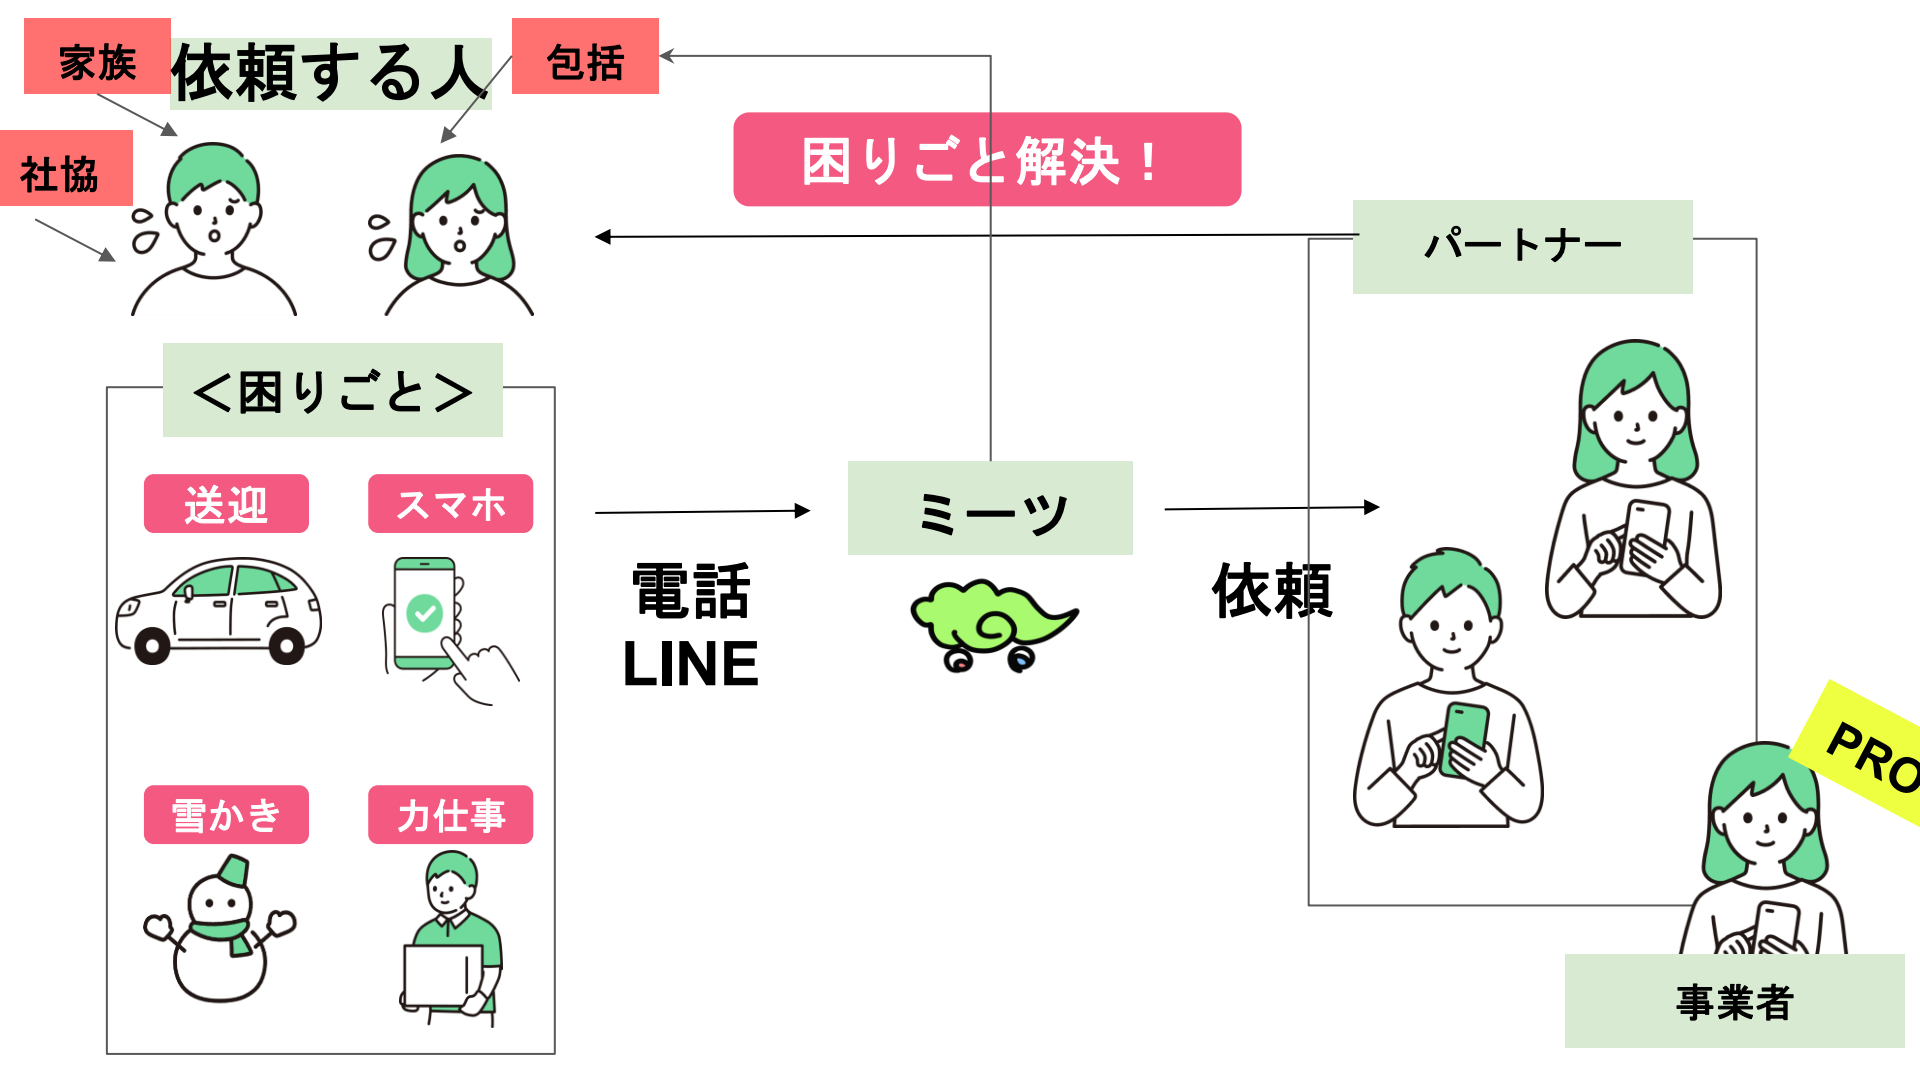 家族
依頼する人
包括
社協
困りごと解決！
パートナー
＜困りごと＞
送迎
スマホ
ミーツ
電話
LINE
依頼
雪かき
力仕事
PRO
事業者